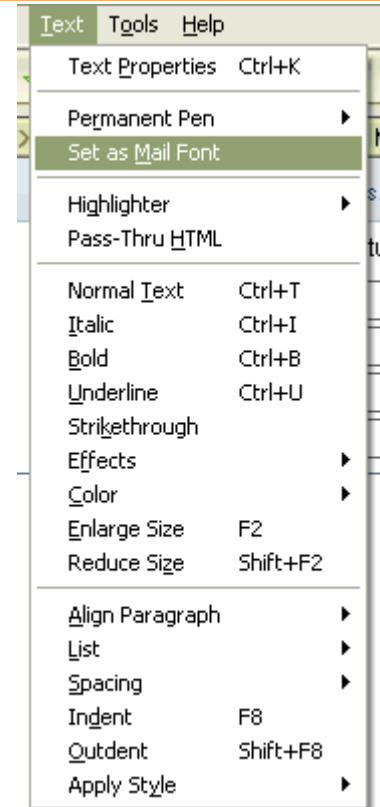 Text Tools Help
Text Properties Ctrl+K
Permanent Pen
Set as Mail Font
Highlighter
Pass-Thru HTML
Normal Text Ctrl+T
Italic Ctrl+I
Bold Ctrl+B
Underline Ctrl+U
Strikethrough
Effects
Color
Enlarge Size F2
Reduce Size Shift+F2
Align Paragraph
List
Spacing
Indent F8
Outdent Shift+F8
Apply Style